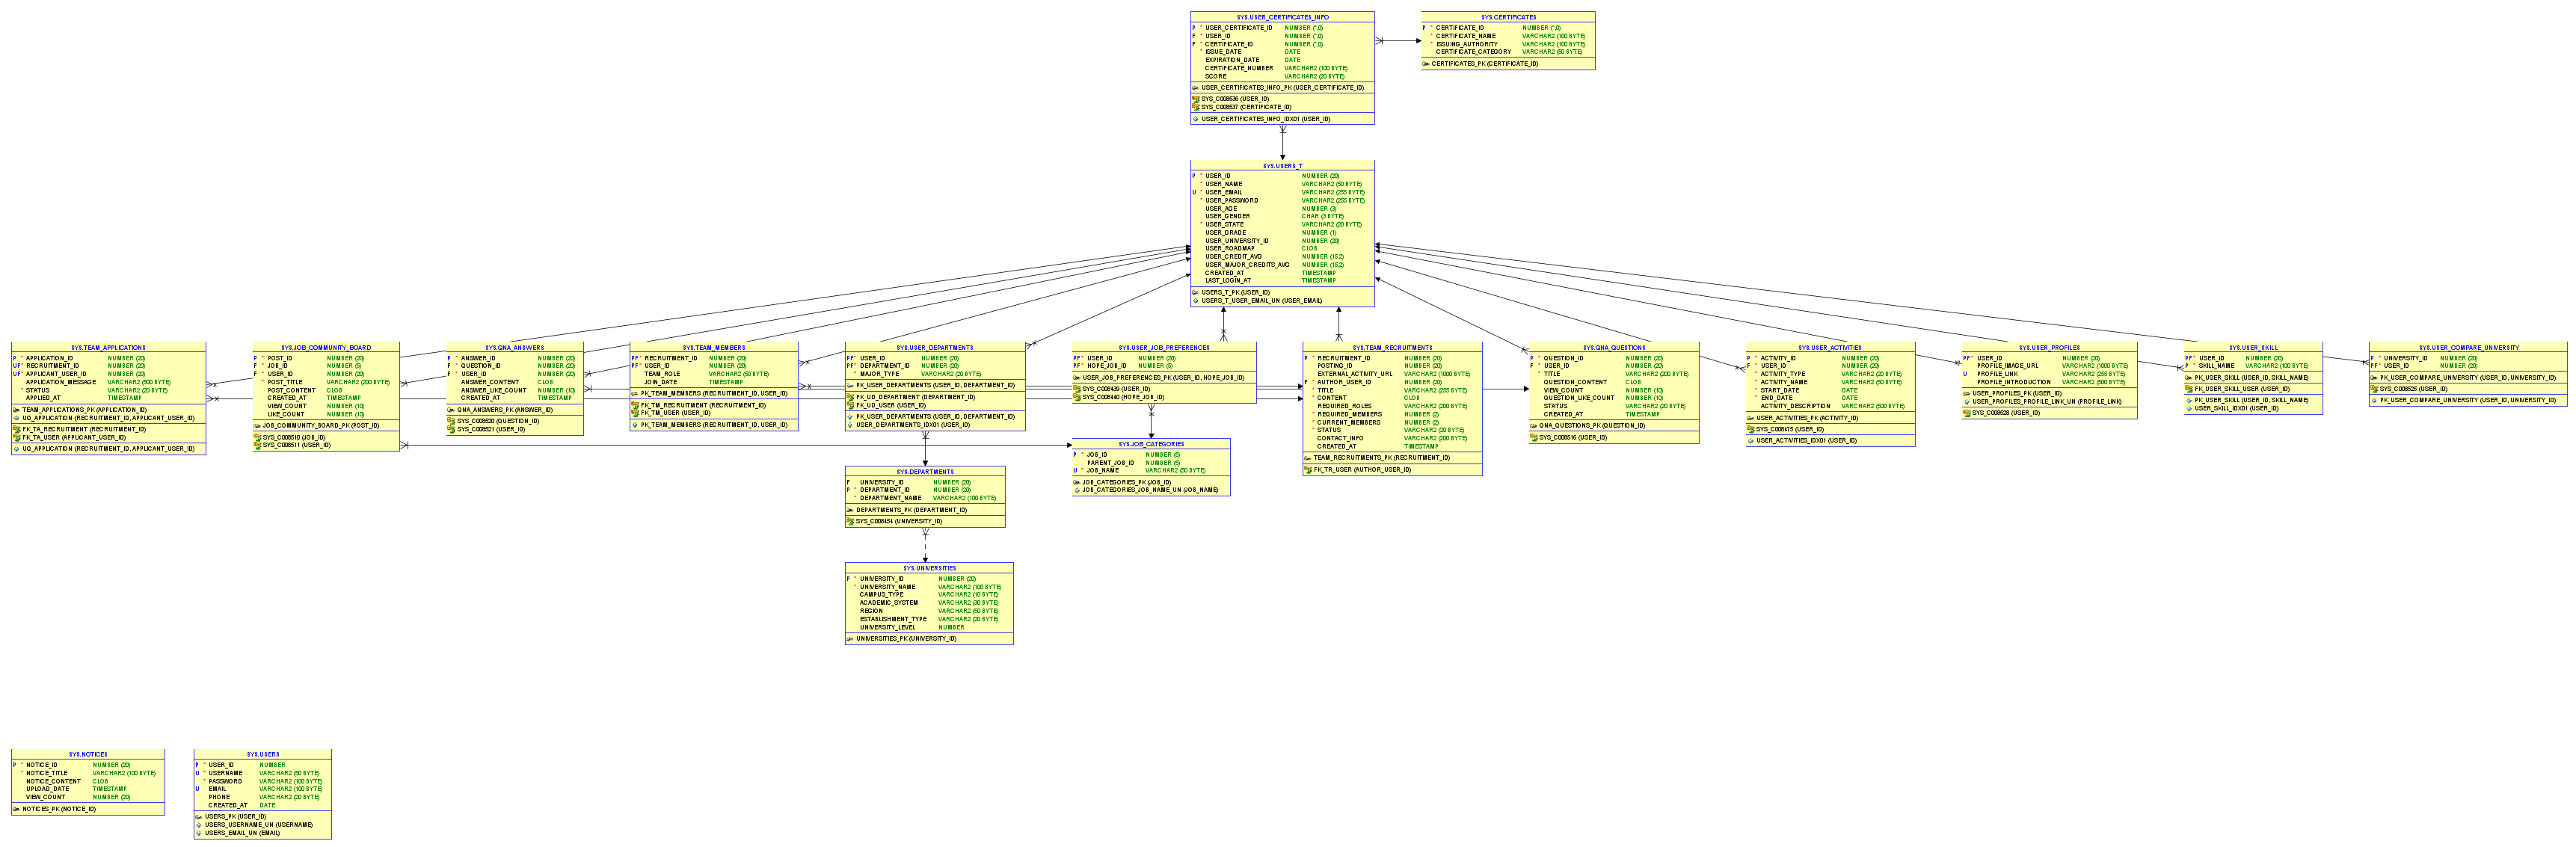 SYS.USER_CERTIFICATES_INFO
P * USER_CERTIFICATE_ID NUMBER (*,0)
F * USER_ID NUMBER (*,0)
F * CERTIFICATE_ID NUMBER (*,0)
* ISSUE_DATE DATE
EXPIRATION_DATE DATE
CERTIFICATE_NUMBER VARCHAR2 (100 BYTE)
SCORE VARCHAR2 (20 BYTE)
USER_CERTIFICATES_INFO_PK (USER_CERTIFICATE_ID)
SYS_C008536 (USER_ID)
SYS_C008537 (CERTIFICATE_ID)
USER_CERTIFICATES_INFO_IDX01 (USER_ID)
SYS.CERTIFICATES
P * CERTIFICATE_ID NUMBER (*,0)
* CERTIFICATE_NAME VARCHAR2 (100 BYTE)
* ISSUING_AUTHORITY VARCHAR2 (100 BYTE)
CERTIFICATE_CATEGORY VARCHAR2 (50 BYTE)
CERTIFICATES_PK (CERTIFICATE_ID)
SYS.USERS_T
P * USER_ID NUMBER (20)
* USER_NAME VARCHAR2 (50 BYTE)
U * USER_EMAIL VARCHAR2 (255 BYTE)
* USER_PASSWORD VARCHAR2 (255 BYTE)
USER_AGE NUMBER (3)
USER_GENDER CHAR (3 BYTE)
* USER_STATE VARCHAR2 (20 BYTE)
USER_GRADE NUMBER (1)
USER_UNIVERSITY_ID NUMBER (20)
USER_ROADMAP CLOB
USER_CREDIT_AVG NUMBER (15,2)
USER_MAJOR_CREDITS_AVG NUMBER (15,2)
CREATED_AT TIMESTAMP
LAST_LOGIN_AT TIMESTAMP
USERS_T_PK (USER_ID)
USERS_T_USER_EMAIL_UN (USER_EMAIL)
SYS.TEAM_APPLICATIONS
P * APPLICATION_ID NUMBER (20)
UF* RECRUITMENT_ID NUMBER (20)
UF* APPLICANT_USER_ID NUMBER (20)
APPLICATION_MESSAGE VARCHAR2 (500 BYTE)
* STATUS VARCHAR2 (20 BYTE)
APPLIED_AT TIMESTAMP
TEAM_APPLICATIONS_PK (APPLICATION_ID)
UQ_APPLICATION (RECRUITMENT_ID, APPLICANT_USER_ID)
FK_TA_RECRUITMENT (RECRUITMENT_ID)
FK_TA_USER (APPLICANT_USER_ID)
UQ_APPLICATION (RECRUITMENT_ID, APPLICANT_USER_ID)
SYS.JOB_COMMUNITY_BOARD
P * POST_ID NUMBER (20)
F * JOB_ID NUMBER (5)
F * USER_ID NUMBER (20)
* POST_TITLE VARCHAR2 (200 BYTE)
POST_CONTENT CLOB
CREATED_AT TIMESTAMP
VIEW_COUNT NUMBER (10)
LIKE_COUNT NUMBER (10)
JOB_COMMUNITY_BOARD_PK (POST_ID)
SYS_C008510 (JOB_ID)
SYS_C008511 (USER_ID)
SYS.QNA_ANSWERS
P * ANSWER_ID NUMBER (20)
F * QUESTION_ID NUMBER (20)
F * USER_ID NUMBER (20)
ANSWER_CONTENT CLOB
ANSWER_LIKE_COUNT NUMBER (10)
CREATED_AT TIMESTAMP
QNA_ANSWERS_PK (ANSWER_ID)
SYS_C008520 (QUESTION_ID)
SYS_C008521 (USER_ID)
SYS.TEAM_MEMBERS
PF* RECRUITMENT_ID NUMBER (20)
PF* USER_ID NUMBER (20)
TEAM_ROLE VARCHAR2 (50 BYTE)
JOIN_DATE TIMESTAMP
PK_TEAM_MEMBERS (RECRUITMENT_ID, USER_ID)
FK_TM_RECRUITMENT (RECRUITMENT_ID)
FK_TM_USER (USER_ID)
PK_TEAM_MEMBERS (RECRUITMENT_ID, USER_ID)
SYS.USER_DEPARTMENTS
PF* USER_ID NUMBER (20)
PF* DEPARTMENT_ID NUMBER (20)
* MAJOR_TYPE VARCHAR2 (20 BYTE)
PK_USER_DEPARTMENTS (USER_ID, DEPARTMENT_ID)
FK_UD_DEPARTMENT (DEPARTMENT_ID)
FK_UD_USER (USER_ID)
PK_USER_DEPARTMENTS (USER_ID, DEPARTMENT_ID)
USER_DEPARTMENTS_IDX01 (USER_ID)
SYS.USER_JOB_PREFERENCES
PF* USER_ID NUMBER (20)
PF* HOPE_JOB_ID NUMBER (5)
USER_JOB_PREFERENCES_PK (USER_ID, HOPE_JOB_ID)
SYS_C008439 (USER_ID)
SYS_C008440 (HOPE_JOB_ID)
SYS.TEAM_RECRUITMENTS
P * RECRUITMENT_ID NUMBER (20)
POSTING_ID NUMBER (20)
EXTERNAL_ACTIVITY_URL VARCHAR2 (1000 BYTE)
F * AUTHOR_USER_ID NUMBER (20)
* TITLE VARCHAR2 (255 BYTE)
* CONTENT CLOB
REQUIRED_ROLES VARCHAR2 (200 BYTE)
REQUIRED_MEMBERS NUMBER (2)
* CURRENT_MEMBERS NUMBER (2)
* STATUS VARCHAR2 (20 BYTE)
CONTACT_INFO VARCHAR2 (200 BYTE)
CREATED_AT TIMESTAMP
TEAM_RECRUITMENTS_PK (RECRUITMENT_ID)
FK_TR_USER (AUTHOR_USER_ID)
SYS.QNA_QUESTIONS
P * QUESTION_ID NUMBER (20)
F * USER_ID NUMBER (20)
* TITLE VARCHAR2 (200 BYTE)
QUESTION_CONTENT CLOB
VIEW_COUNT NUMBER (10)
QUESTION_LIKE_COUNT NUMBER (10)
STATUS VARCHAR2 (20 BYTE)
CREATED_AT TIMESTAMP
QNA_QUESTIONS_PK (QUESTION_ID)
SYS_C008516 (USER_ID)
SYS.USER_ACTIVITIES
P * ACTIVITY_ID NUMBER (20)
F * USER_ID NUMBER (20)
* ACTIVITY_TYPE VARCHAR2 (20 BYTE)
* ACTIVITY_NAME VARCHAR2 (50 BYTE)
* START_DATE DATE
* END_DATE DATE
ACTIVITY_DESCRIPTION VARCHAR2 (500 BYTE)
USER_ACTIVITIES_PK (ACTIVITY_ID)
SYS_C008475 (USER_ID)
USER_ACTIVITIES_IDX01 (USER_ID)
SYS.USER_PROFILES
PF* USER_ID NUMBER (20)
PROFILE_IMAGE_URL VARCHAR2 (1000 BYTE)
U PROFILE_LINK VARCHAR2 (255 BYTE)
PROFILE_INTRODUCTION VARCHAR2 (500 BYTE)
USER_PROFILES_PK (USER_ID)
USER_PROFILES_PROFILE_LINK_UN (PROFILE_LINK)
SYS_C008528 (USER_ID)
SYS.USER_SKILL
PF* USER_ID NUMBER (20)
P * SKILL_NAME VARCHAR2 (100 BYTE)
PK_USER_SKILL (USER_ID, SKILL_NAME)
FK_USER_SKILL_USER (USER_ID)
PK_USER_SKILL (USER_ID, SKILL_NAME)
USER_SKILL_IDX01 (USER_ID)
SYS.USER_COMPARE_UNIVERSITY
P * UNIVERSITY_ID NUMBER (20)
PF* USER_ID NUMBER (20)
PK_USER_COMPARE_UNIVERSITY (USER_ID, UNIVERSITY_ID)
SYS_C008525 (USER_ID)
PK_USER_COMPARE_UNIVERSITY (USER_ID, UNIVERSITY_ID)
SYS.JOB_CATEGORIES
P * JOB_ID NUMBER (5)
PARENT_JOB_ID NUMBER (5)
U * JOB_NAME VARCHAR2 (50 BYTE)
JOB_CATEGORIES_PK (JOB_ID)
JOB_CATEGORIES_JOB_NAME_UN (JOB_NAME)
SYS.DEPARTMENTS
F UNIVERSITY_ID NUMBER (20)
P * DEPARTMENT_ID NUMBER (20)
* DEPARTMENT_NAME VARCHAR2 (100 BYTE)
DEPARTMENTS_PK (DEPARTMENT_ID)
SYS_C008454 (UNIVERSITY_ID)
SYS.UNIVERSITIES
P * UNIVERSITY_ID NUMBER (20)
* UNIVERSITY_NAME VARCHAR2 (100 BYTE)
CAMPUS_TYPE VARCHAR2 (10 BYTE)
ACADEMIC_SYSTEM VARCHAR2 (30 BYTE)
REGION VARCHAR2 (50 BYTE)
ESTABLISHMENT_TYPE VARCHAR2 (20 BYTE)
UNIVERSITY_LEVEL NUMBER
UNIVERSITIES_PK (UNIVERSITY_ID)
SYS.NOTICES
P * NOTICE_ID NUMBER (20)
* NOTICE_TITLE VARCHAR2 (100 BYTE)
NOTICE_CONTENT CLOB
UPLOAD_DATE TIMESTAMP
VIEW_COUNT NUMBER (20)
NOTICES_PK (NOTICE_ID)
SYS.USERS
P * USER_ID NUMBER
U * USERNAME VARCHAR2 (50 BYTE)
* PASSWORD VARCHAR2 (100 BYTE)
U EMAIL VARCHAR2 (100 BYTE)
PHONE VARCHAR2 (20 BYTE)
CREATED_AT DATE
USERS_PK (USER_ID)
USERS_USERNAME_UN (USERNAME)
USERS_EMAIL_UN (EMAIL)